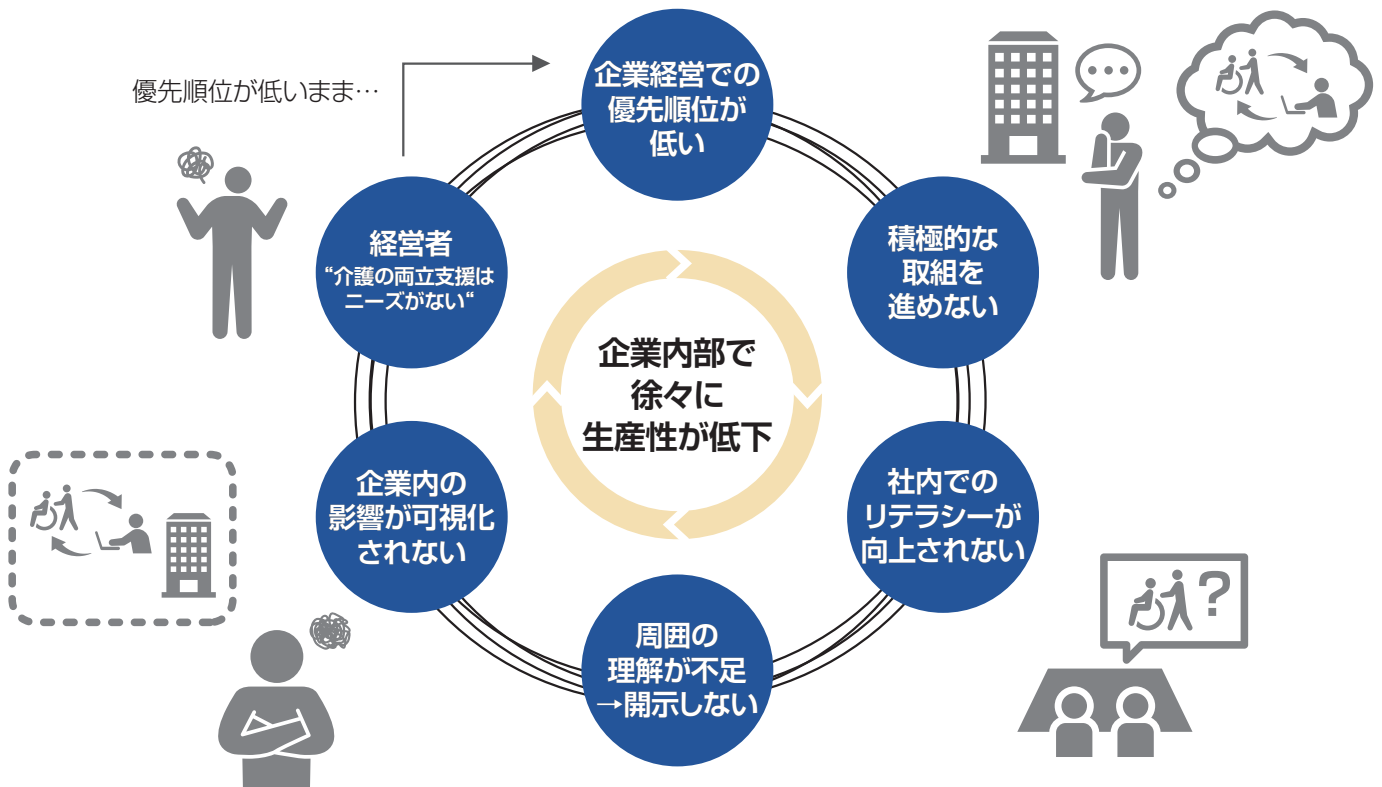 優先順位が低いまま…
企業経営での
優先順位が
低い
積極的な
取組を
進めない
社内での
リテラシーが
向上されない
周囲の
理解が不足
→開示しない
企業内の
影響が可視化
されない
経営者
“介護の両立支援は
ニーズがない“
企業内部で
徐々に
生産性が低下
?